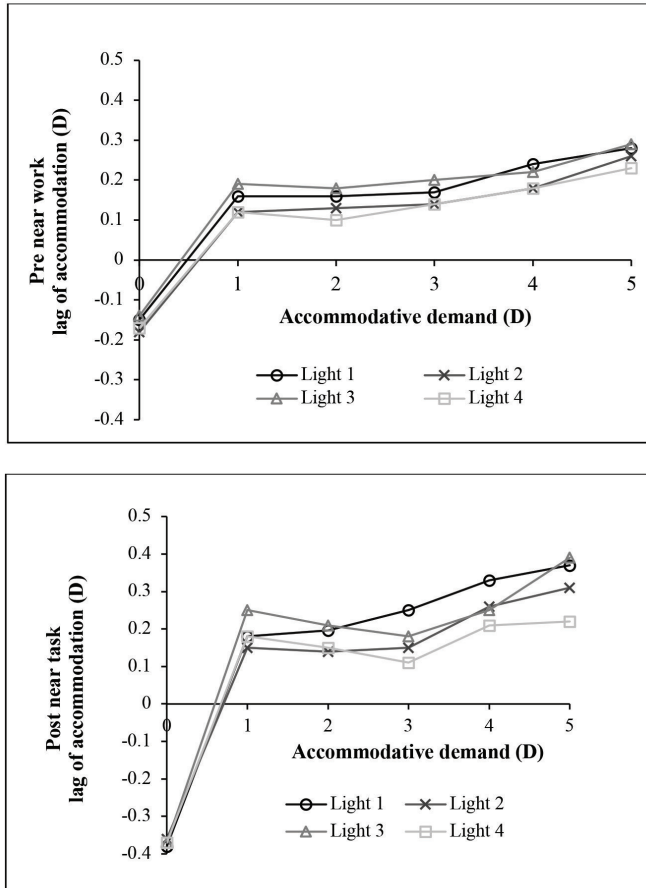 Pre near work
lag of accommodation (D)
0.5
0.4
0.3
0.2
0.1
0
-0.1
-0.2
-0.3
-0.4
0 1 2 3 4 5
Accommodative demand (D)
Light 1 Light 2
Light 3 Light 4
Post near task
lag of accommodation (D)
0.5
0.4
0.3
0.2
0.1
0
-0.1
-0.2
-0.3
-0.4
0 1 2 3 4 5
Accommodative demand (D)
Light 1 Light 2
Light 3 Light 4